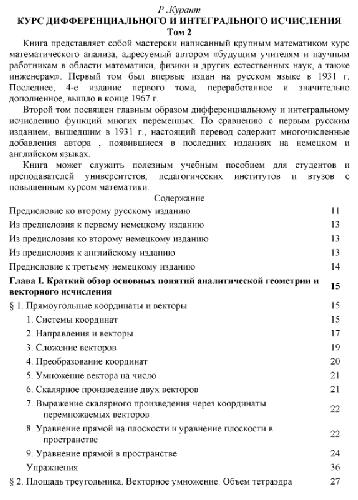 Р.Курант
КУРС ДИФФЕРЕНЦИАЛЬНОГО И ИНТЕГРАЛЬНОГО ИСЧИСЛЕНИЯ
Том 2
Книга представляет собой мастерски написанный крупным математиком курс
математического анализа, адресуемый автором «будущим учителям и научным
работникам в области математики, физики и других естественных наук, а также
инженерам». Первый том был впервые издан на русском языке в 1931 г.
Последнее, 4-е издание первого тома, переработанное и значительно
дополненное, вышло в конце 1967 г.
Второй том посвящен главным образом дифференциальному и интегральному
исчислению функций многих переменных. По сравнению с первым русским
изданием, вышедшим в 1931 г., настоящий перевод содержит многочисленные
добавления автора , появившиеся в последних изданиях на немецком и
английском языках.
Книга может служить полезным учебным пособием для студентов и
преподавателей университетов, педагогических институтов и втузов с
повышенным курсом математики.
Содержание
Предисловие ко второму русскому изданию 11
Из предисловия к первому немецкому изданию 13
Из предисловия ко второму немецкому изданию 13
Из предисловия к английскому изданию 13
Предисловие к третьему немецкому изданию 14
Глава I. Краткий обзор основных понятий аналитической геометрии и
векторного исчисления 15
§ 1. Прямоугольные координаты и векторы 15
1. Системы координат 15
2. Направления и векторы 17
3. Сложение векторов 19
4. Преобразование координат 20
5. Умножение вектора на число 21
6. Скалярное произведение двух векторов 21
7. Выражение скалярного произведения через координаты
перемножаемых векторов 22
8. Уравнение прямой на плоскости и уравнение плоскости в
пространстве 22
9. Уравнение прямой в пространстве 24
Упражнения 36
§ 2. Площадь треугольника. Векторное умножение. Объем тетраэдра 27